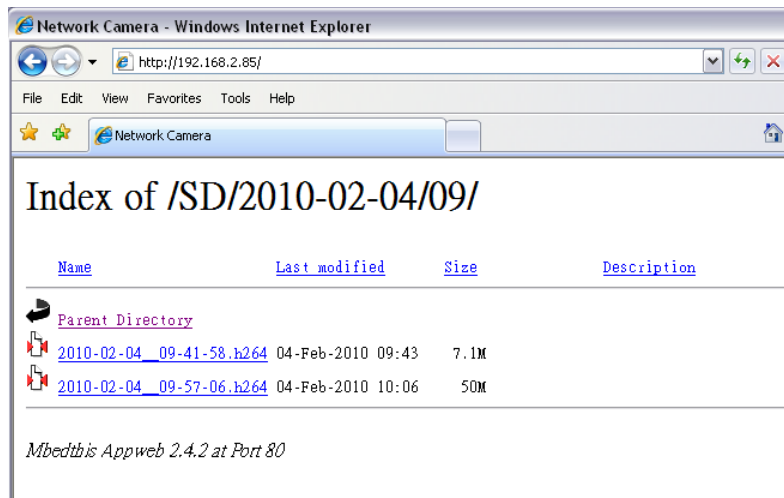 Network Camera - Windows Internet Explorer
http://192.168.2.85/
File Edit View Favorites Tools Help
Network Camera
Index of /SD/2010-02-04/09/
Name Last modified Size Description
Parent Directory
2010-02-04__09-41-58.h264 04-Feb-2010 09:43 7.1M
2010-02-04__09-57-06.h264 04-Feb-2010 10:06 50M
Mbedthis Appweb 2.4.2 at Port 80